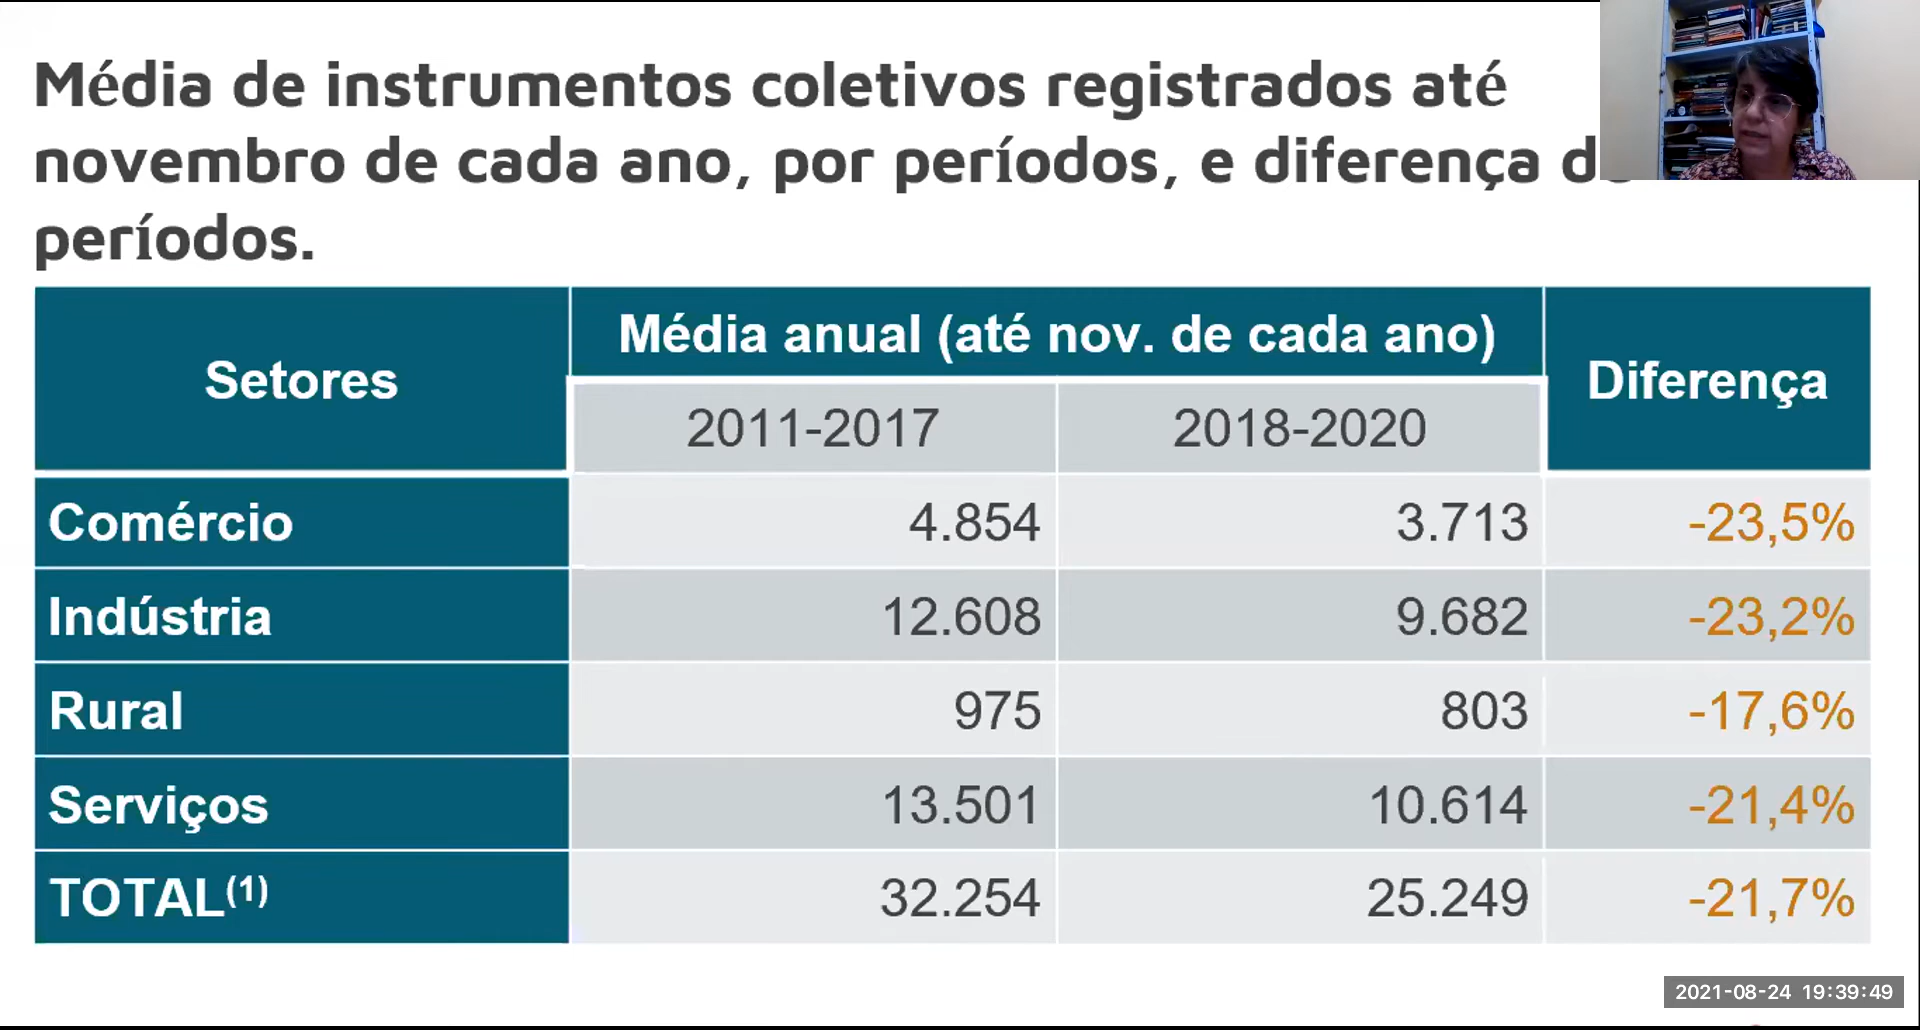 Média de instrumentos coletivos registrados até
novembro de cada ano, por períodos, e diferença
períodos.
Setores
Média anual (até nov. de cada ano)
Diferença
2011-2017 2018-2020
Comércio 4.854 3.713 -23,5%
Indústria 12.608 9.682 -23,2%
Rural 975 803 -17,6%
Serviços 13.501 10.614 -21,4%
TOTAL(1) 32.254 25.249 -21,7%
2021-08-24 19:39:49